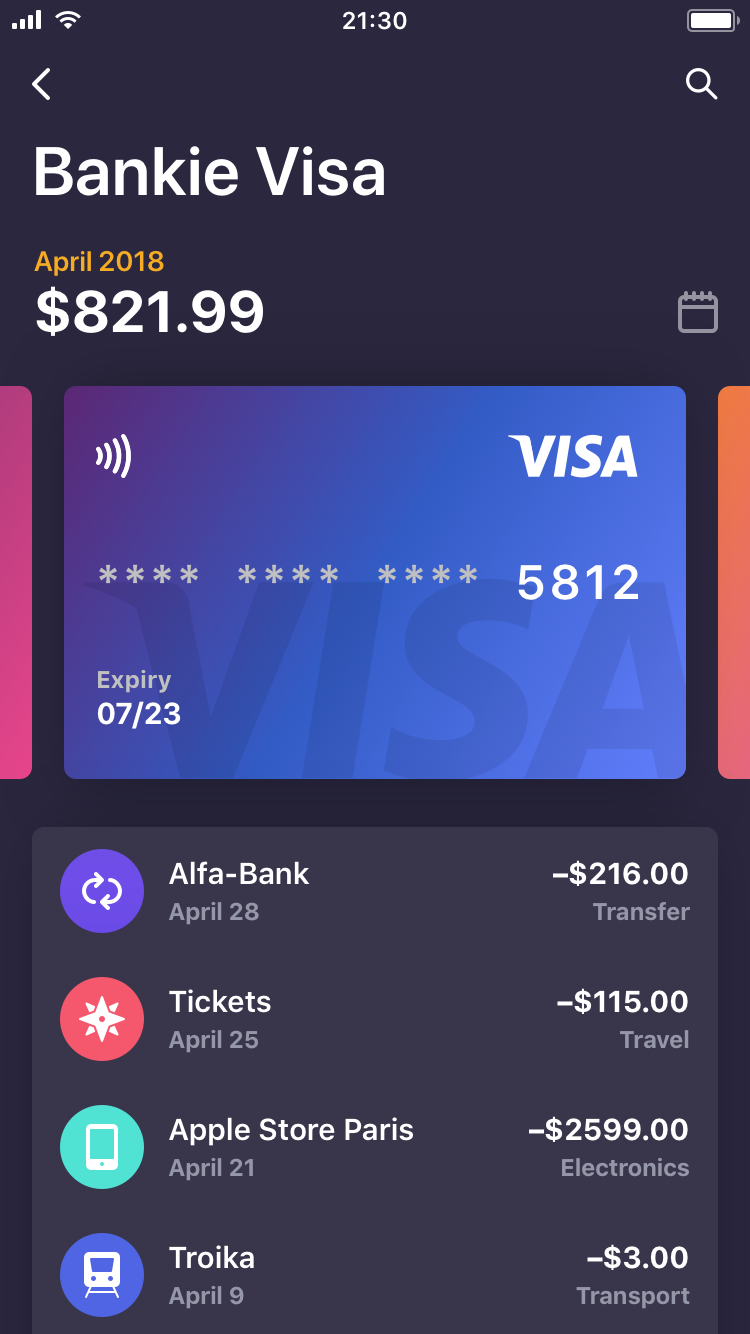 21:30
Bankie Visa
April 2018
$821.99
VISA
**** **** **** 5812
VISA
Expiry
07/23
Alfa-Bank –$216.00
April 28 Transfer
Tickets –$115.00
April 25 Travel
Apple Store Paris –$2599.00
April 21 Electronics
Troika –$3.00
April 9 Transport